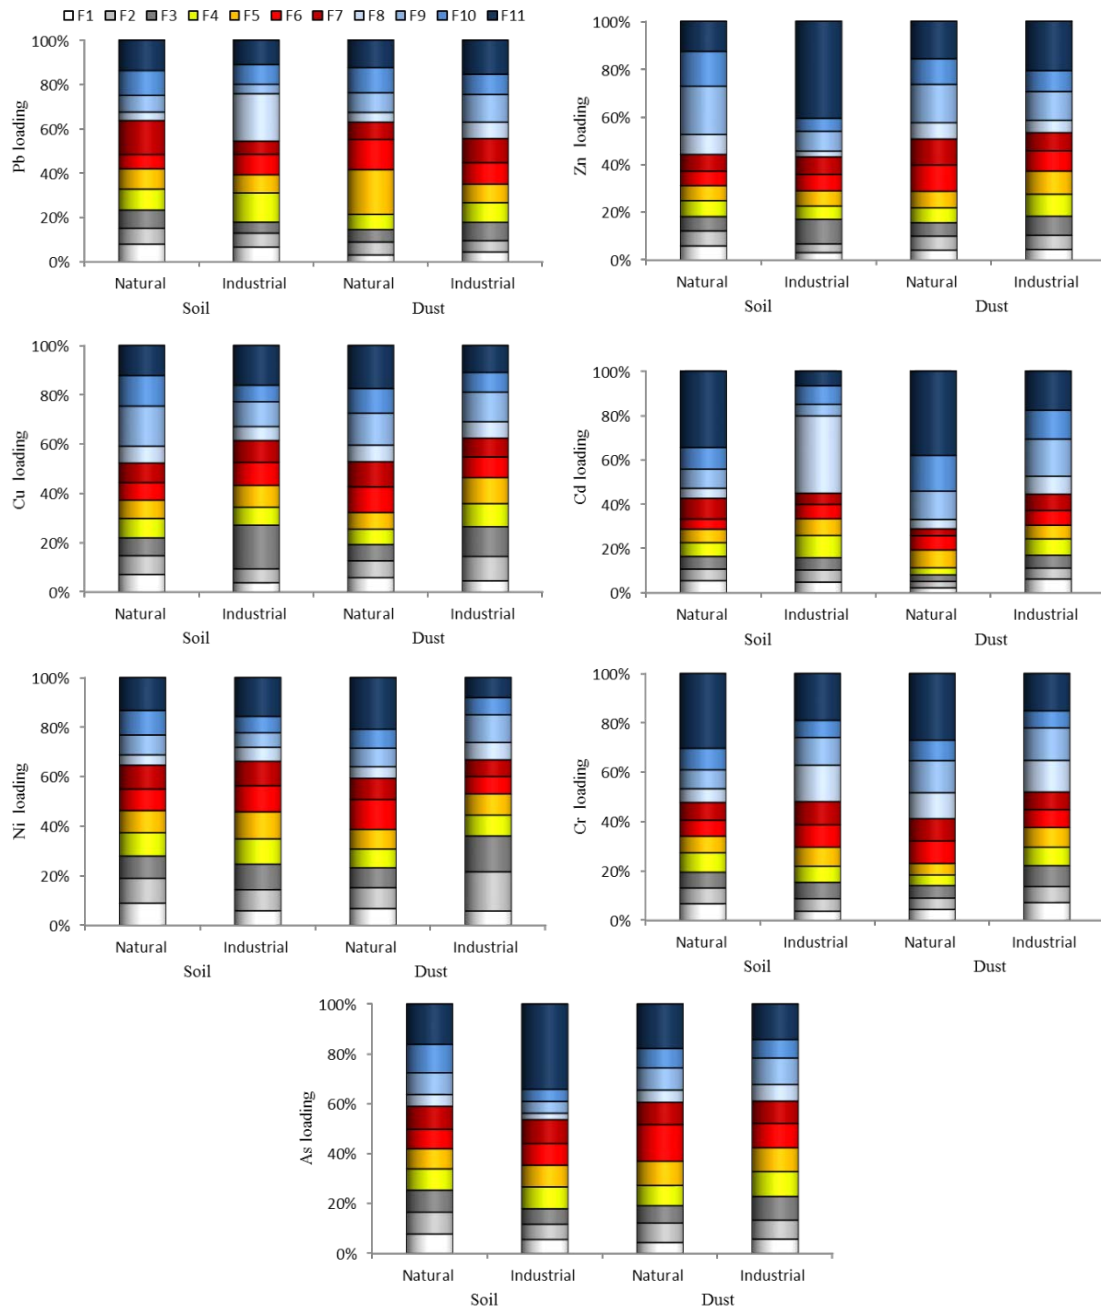 F1 F2 F3 F4 F5 F6 F7 F8 F9 F10 F11
Pb loading
100%
80%
60%
40%
20%
0%
Natural Industrial Natural Industrial
Soil Dust
Zn loading
100%
80%
60%
40%
20%
0%
Natural Industrial Natural Industrial
Soil Dust
Cu loading
100%
80%
60%
40%
20%
0%
Natural Industrial Natural Industrial
Soil Dust
Cd loading
100%
80%
60%
40%
20%
0%
Natural Industrial Natural Industrial
Soil Dust
Ni loading
100%
80%
60%
40%
20%
0%
Natural Industrial Natural Industrial
Soil Dust
Cr loading
100%
80%
60%
40%
20%
0%
Natural Industrial Natural Industrial
Soil Dust
As loading
100%
80%
60%
40%
20%
0%
Natural Industrial Natural Industrial
Soil Dust